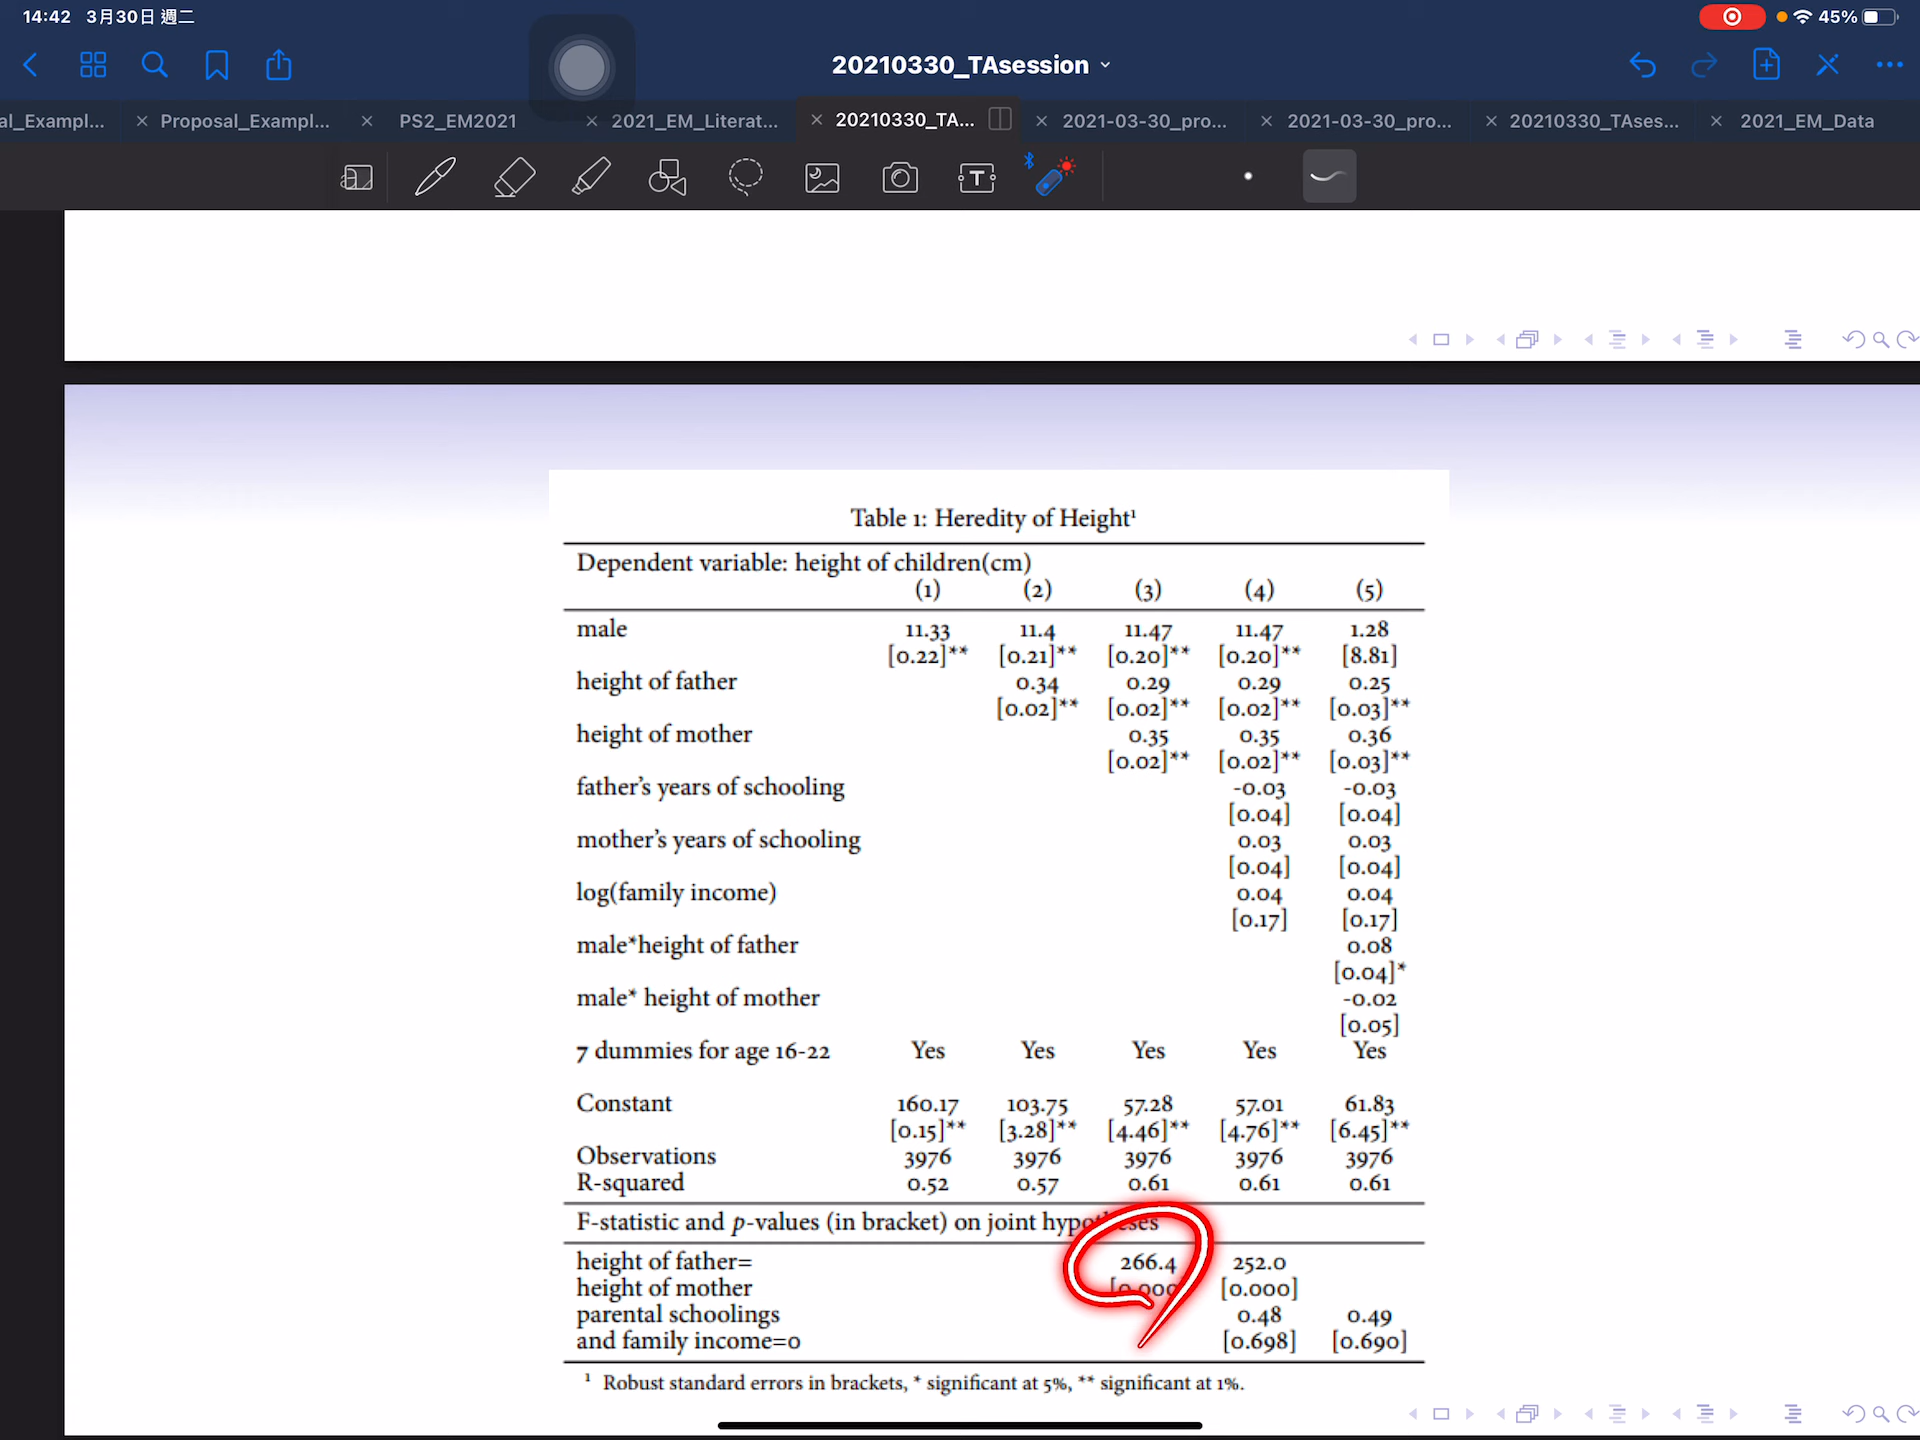 14:42 3月30日 週二
45%
20210330_TAsession
al_Exampl...
Proposal_Exampl...
PS2_EM2021
2021_EM_Literat...
20210330_TA...
2021-03-30_pro...
2021-03-30_pro...
20210330_TAses...
2021_EM_Data
Table 1: Heredity of Height¹
Dependent variable: height of children(cm)
(1) (2) (3) (4) (5)
male 11.33 11.4 11.47 11.47 1.28
[0.22]** [0.21]** [0.20]** [0.20]** [8.81]
height of father 0.34 0.29 0.29 0.25
[0.02]** [0.02]** [0.02]** [0.03]**
height of mother 0.35 0.35 0.36
[0.02]** [0.02]** [0.03]**
father's years of schooling -0.03 -0.03
[0.04] [0.04]
mother's years of schooling 0.03 0.03
[0.04] [0.04]
log(family income) 0.04 0.04
[0.17] [0.17]
male*height of father 0.08
[0.04]*
male* height of mother -0.02
[0.05]
7 dummies for age 16-22 Yes Yes Yes Yes Yes
Constant 160.17 103.75 57.28 57.01 61.83
[0.15]** [3.28]** [4.46]** [4.76]** [6.45]**
Observations 3976 3976 3976 3976 3976
R-squared 0.52 0.57 0.61 0.61 0.61
F-statistic and p-values (in bracket) on joint hypotheses
height of father= 266.4 252.0
height of mother [0.000] [0.000]
parental schoolings 0.48 0.49
and family income=0 [0.698] [0.690]
¹ Robust standard errors in brackets, * significant at 5%, ** significant at 1%.